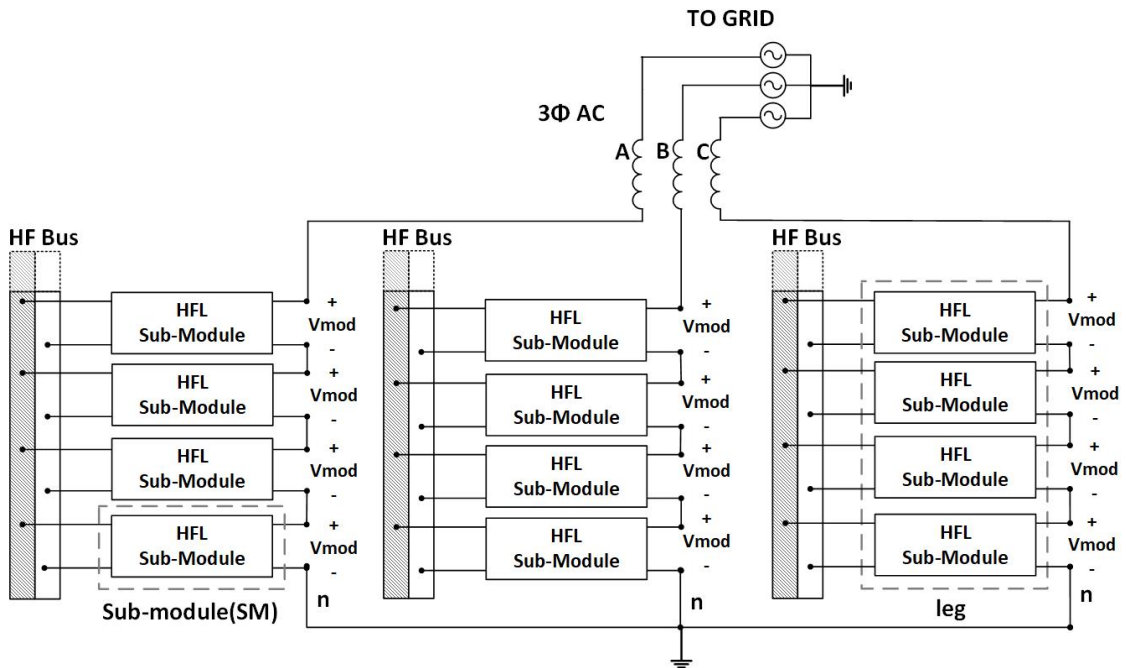 TO GRID
3Φ AC
A
B
C
HF Bus
HFL
Sub-Module
+
Vmod
-
HFL
Sub-Module
+
Vmod
-
HFL
Sub-Module
+
Vmod
-
HFL
Sub-Module
+
Vmod
-
Sub-module(SM)
n
HF Bus
HFL
Sub-Module
+
Vmod
-
HFL
Sub-Module
+
Vmod
-
HFL
Sub-Module
+
Vmod
-
HFL
Sub-Module
+
Vmod
-
n
HF Bus
HFL
Sub-Module
+
Vmod
-
HFL
Sub-Module
+
Vmod
-
HFL
Sub-Module
+
Vmod
-
HFL
Sub-Module
+
Vmod
-
leg
n